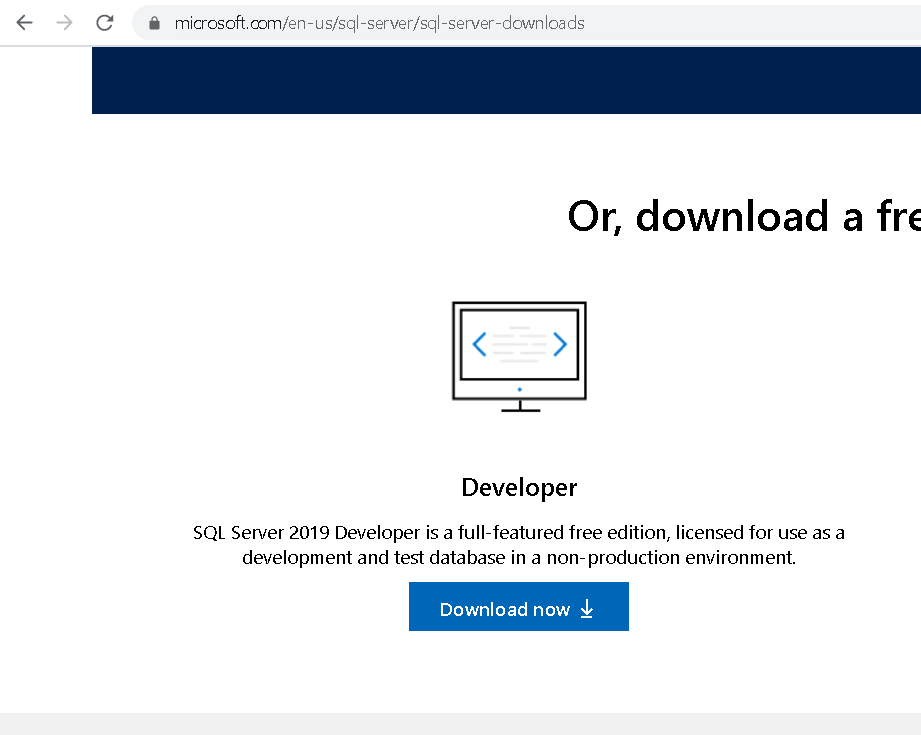 microsoft.com/en-us/sql-server/sql-server-downloads
Or, download a fre
Developer
SQL Server 2019 Developer is a full-featured free edition, licensed for use as a
development and test database in a non-production environment.
Download now